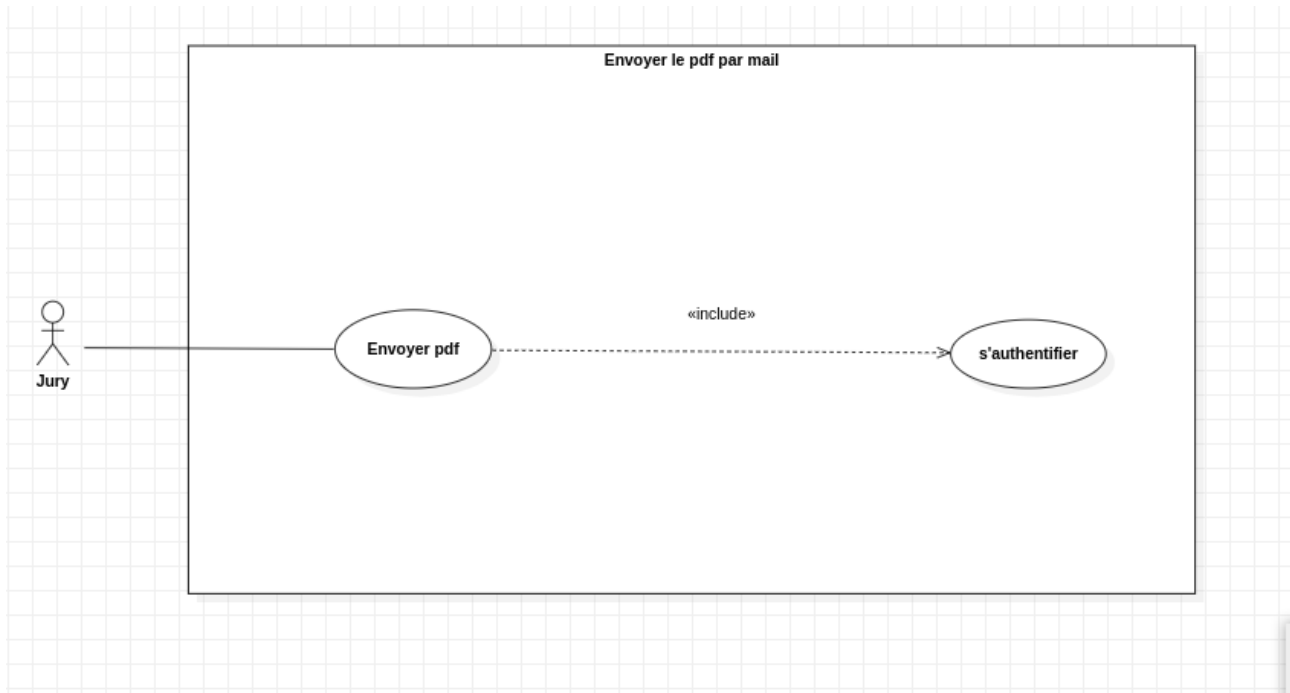 Envoyer le pdf par mail
«include»
Envoyer pdf
s'authentifier
Jury